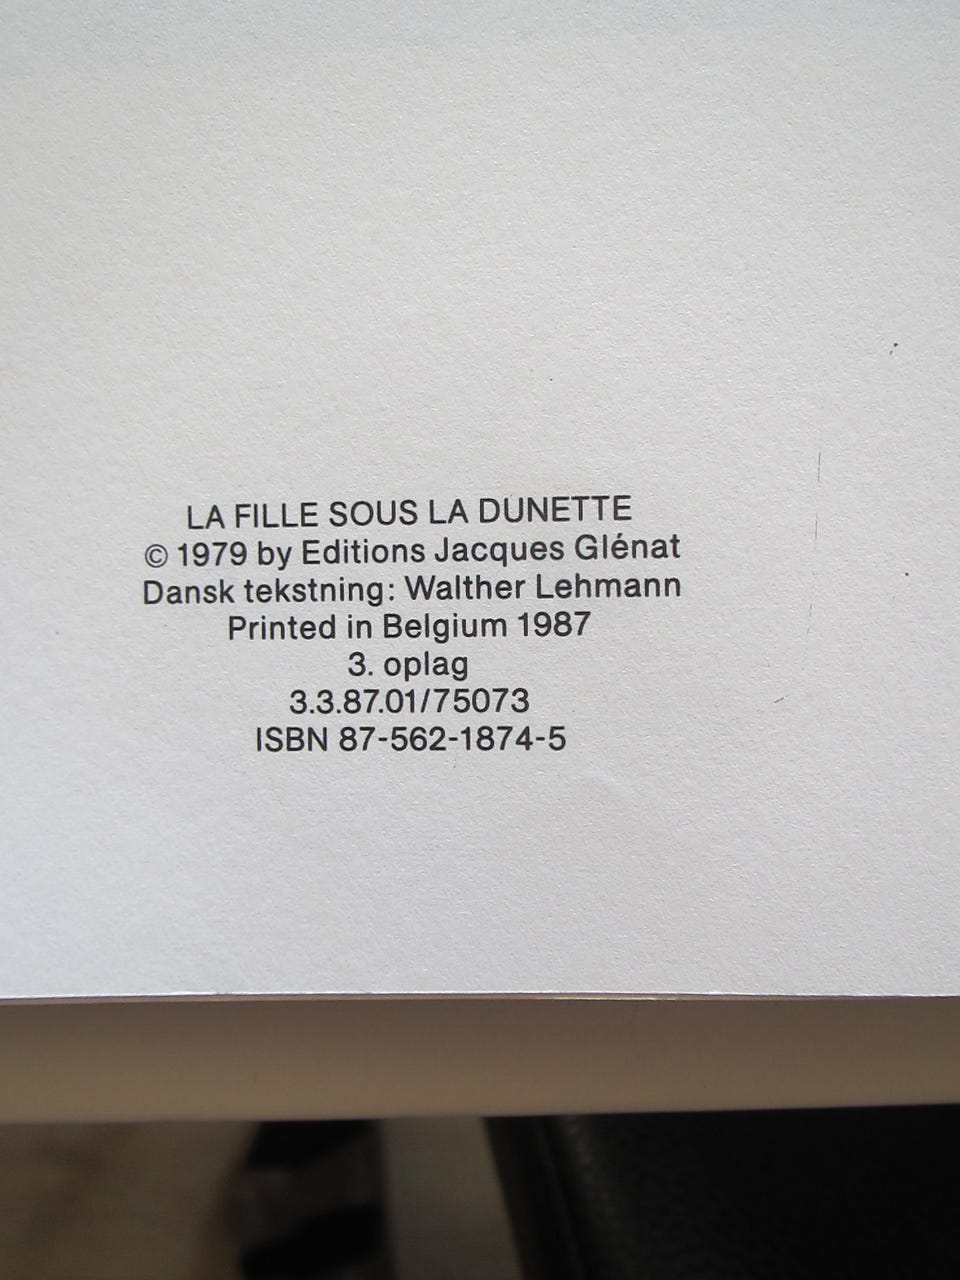 LA FILLE SOUS LA DUNETTE
© 1979 by Editions Jacques Glénat
Dansk tekstning: Walther Lehmann
Printed in Belgium 1987
3. oplag
3.3.87.01/75073
ISBN 87-562-1874-5